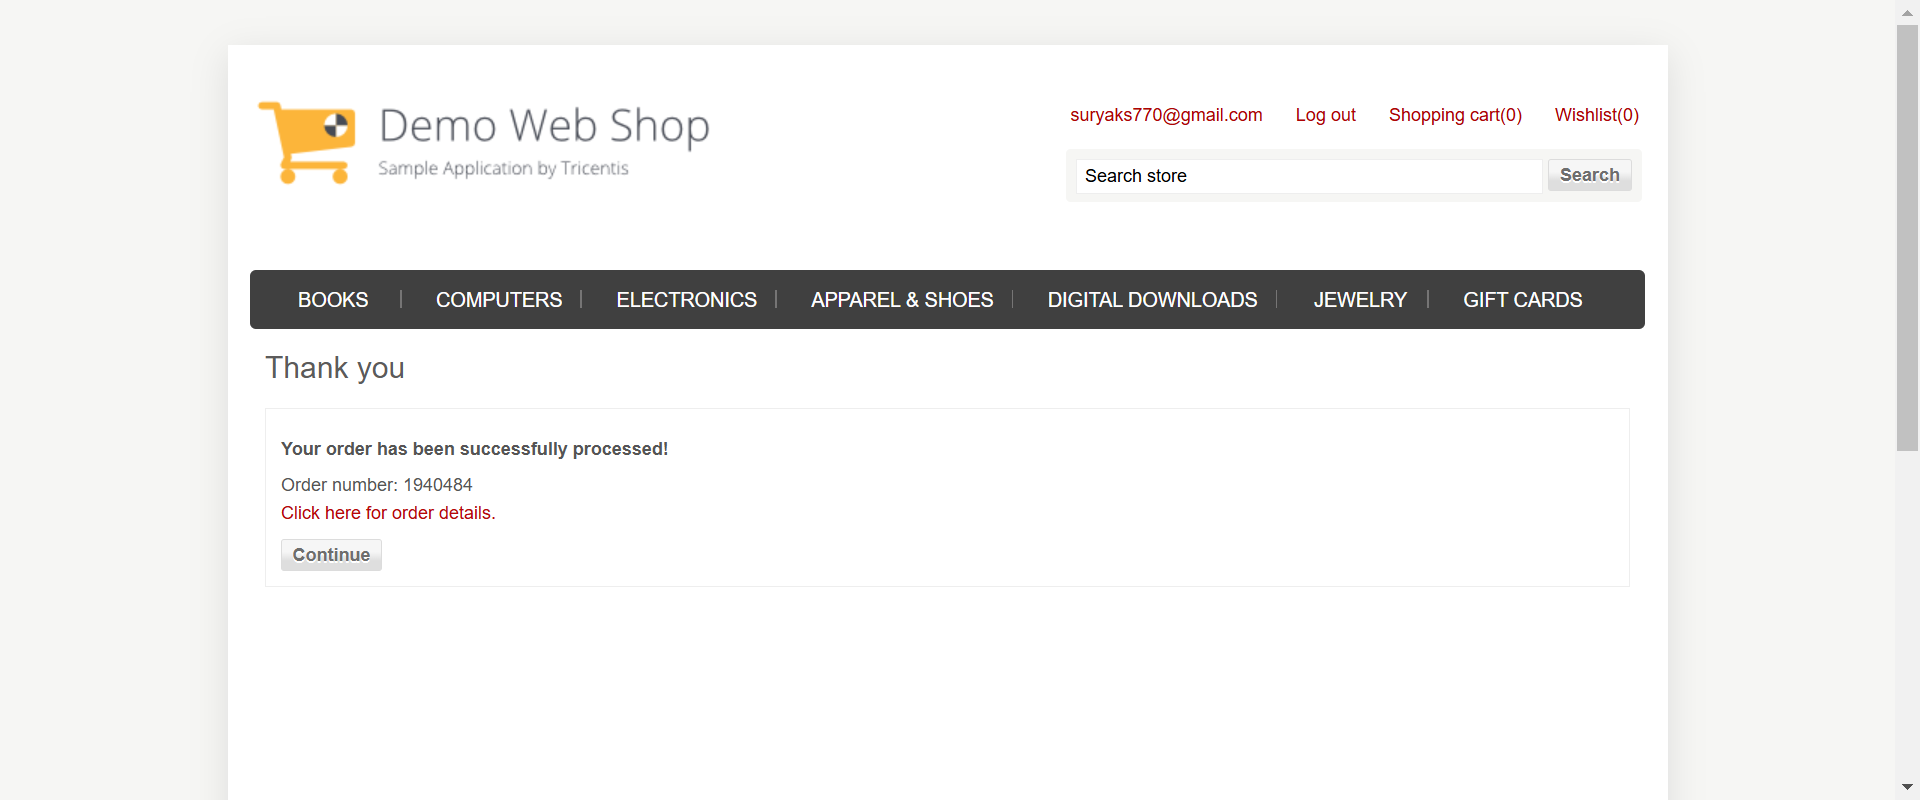 Demo Web Shop
Sample Application by Tricentis
suryaks770@gmail.com Log out Shopping cart(0) Wishlist(0)
Search store Search
BOOKS COMPUTERS ELECTRONICS APPAREL & SHOES DIGITAL DOWNLOADS JEWELRY GIFT CARDS
Thank you
Your order has been successfully processed!
Order number: 1940484
Click here for order details.
Continue